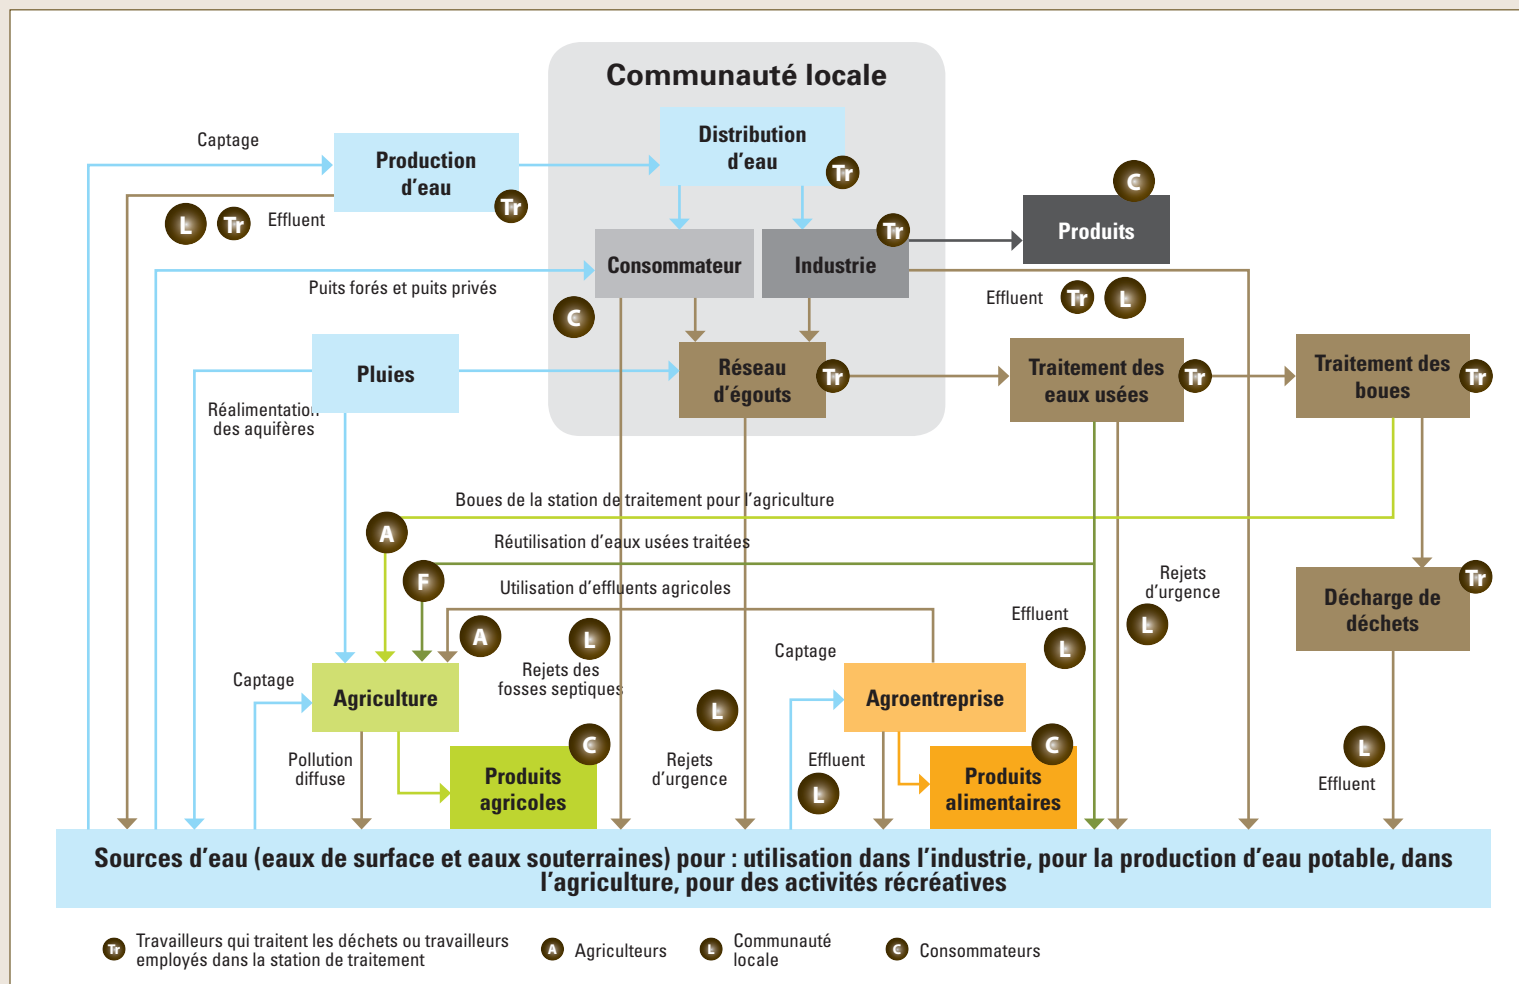 Communauté locale
Captage
Production
d'eau
Tr
Distribution
d'eau
Tr
L
Tr
Effluent
C
Produits
Tr
Consommateur
Industrie
Puits forés et puits privés
C
Effluent
Tr
L
Pluies
Réseau
d'égouts
Tr
Traitement des
eaux usées
Tr
Traitement des
boues
Tr
Réalimentation
des aquifères
Boues de la station de traitement pour l'agriculture
A
Réutilisation d'eaux usées traitées
F
Utilisation d'effluents agricoles
Rejets
d'urgence
L
Tr
Décharge de
déchets
A
L
Rejets des
fosses septiques
Captage
Effluent
L
Captage
Agriculture
Agroentreprise
L
Rejets
d'urgence
Pollution
diffuse
C
Produits
agricoles
Effluent
L
C
Produits
alimentaires
L
Effluent
Sources d'eau (eaux de surface et eaux souterraines) pour : utilisation dans l'industrie, pour la production d'eau potable, dans
l'agriculture, pour des activités récréatives
Tr Travailleurs qui traitent les déchets ou travailleurs
employés dans la station de traitement
A Agriculteurs
L Communauté
locale
C Consommateurs